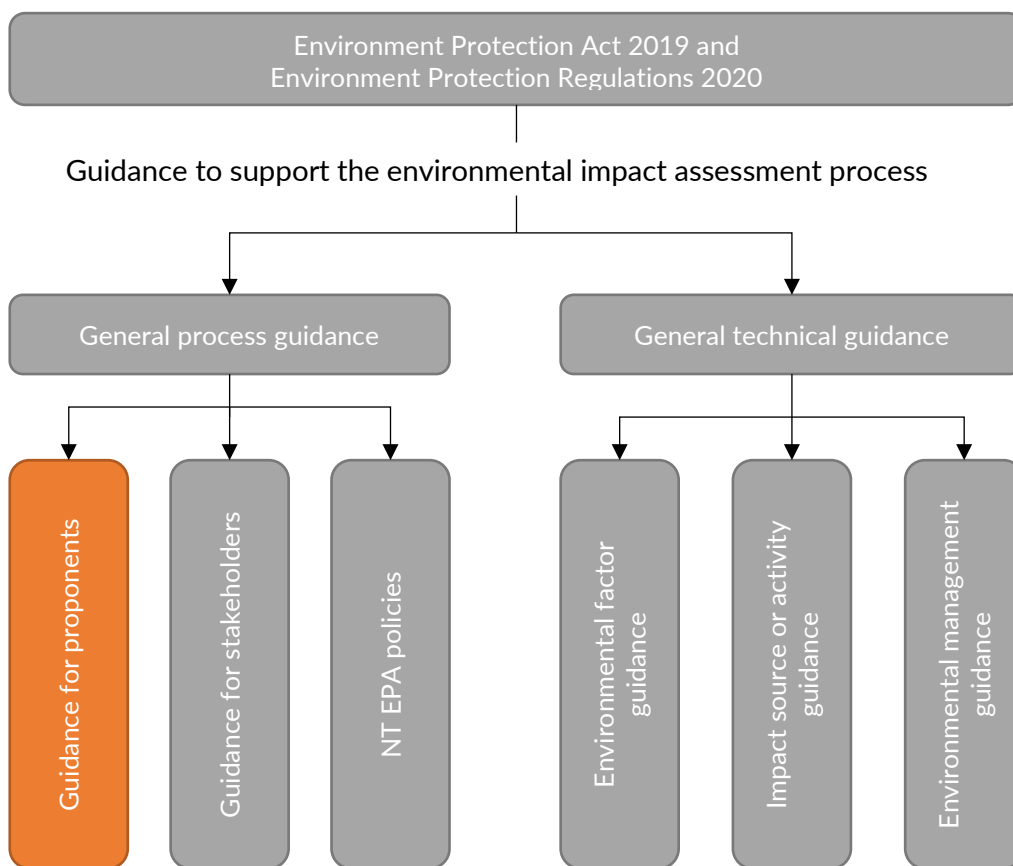 Environment Protection Act 2019 and
Environment Protection Regulations 2020
Guidance to support the environmental impact assessment process
General process guidance
General technical guidance
Guidance for proponents
Guidance for stakeholders
NT EPA policies
Environmental factor
guidance
Impact source or activity
guidance
Environmental management
guidance